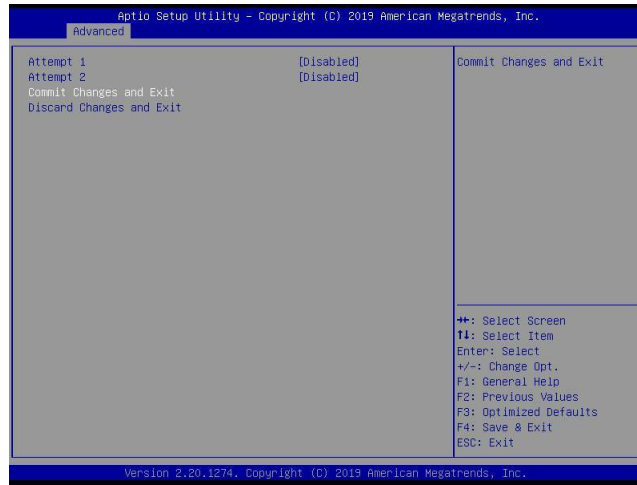 Aptio Setup Utility – Copyright (C) 2019 American Megatrends, Inc.
Advanced
Attempt 1 [Disabled]
Attempt 2 [Disabled]
Commit Changes and Exit
Discard Changes and Exit
Commit Changes and Exit
→←: Select Screen
↑↓: Select Item
Enter: Select
+/-: Change Opt.
F1: General Help
F2: Previous Values
F3: Optimized Defaults
F4: Save & Exit
ESC: Exit
Version 2.20.1274. Copyright (C) 2019 American Megatrends, Inc.